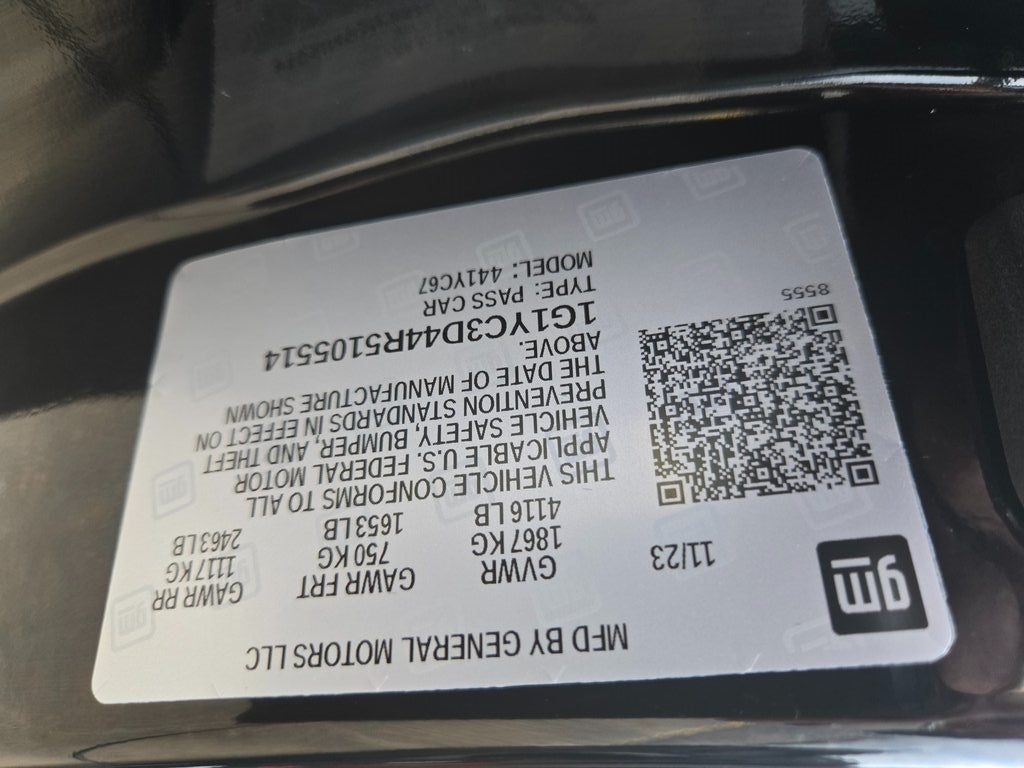 gm
MFD BY GENERAL MOTORS LLC
11/23
GVWR GAWR FRT GAWR RR
1867 KG 750 KG 1117 KG
4116 LB 1653 LB 2463 LB
THIS VEHICLE CONFORMS TO ALL
APPLICABLE U.S. FEDERAL MOTOR
VEHICLE SAFETY, BUMPER, AND THEFT
PREVENTION STANDARDS IN EFFECT ON
THE DATE OF MANUFACTURE SHOWN
ABOVE.
1G1YC3D44R5105514
TYPE: PASS CAR
MODEL: 441YC67
8555